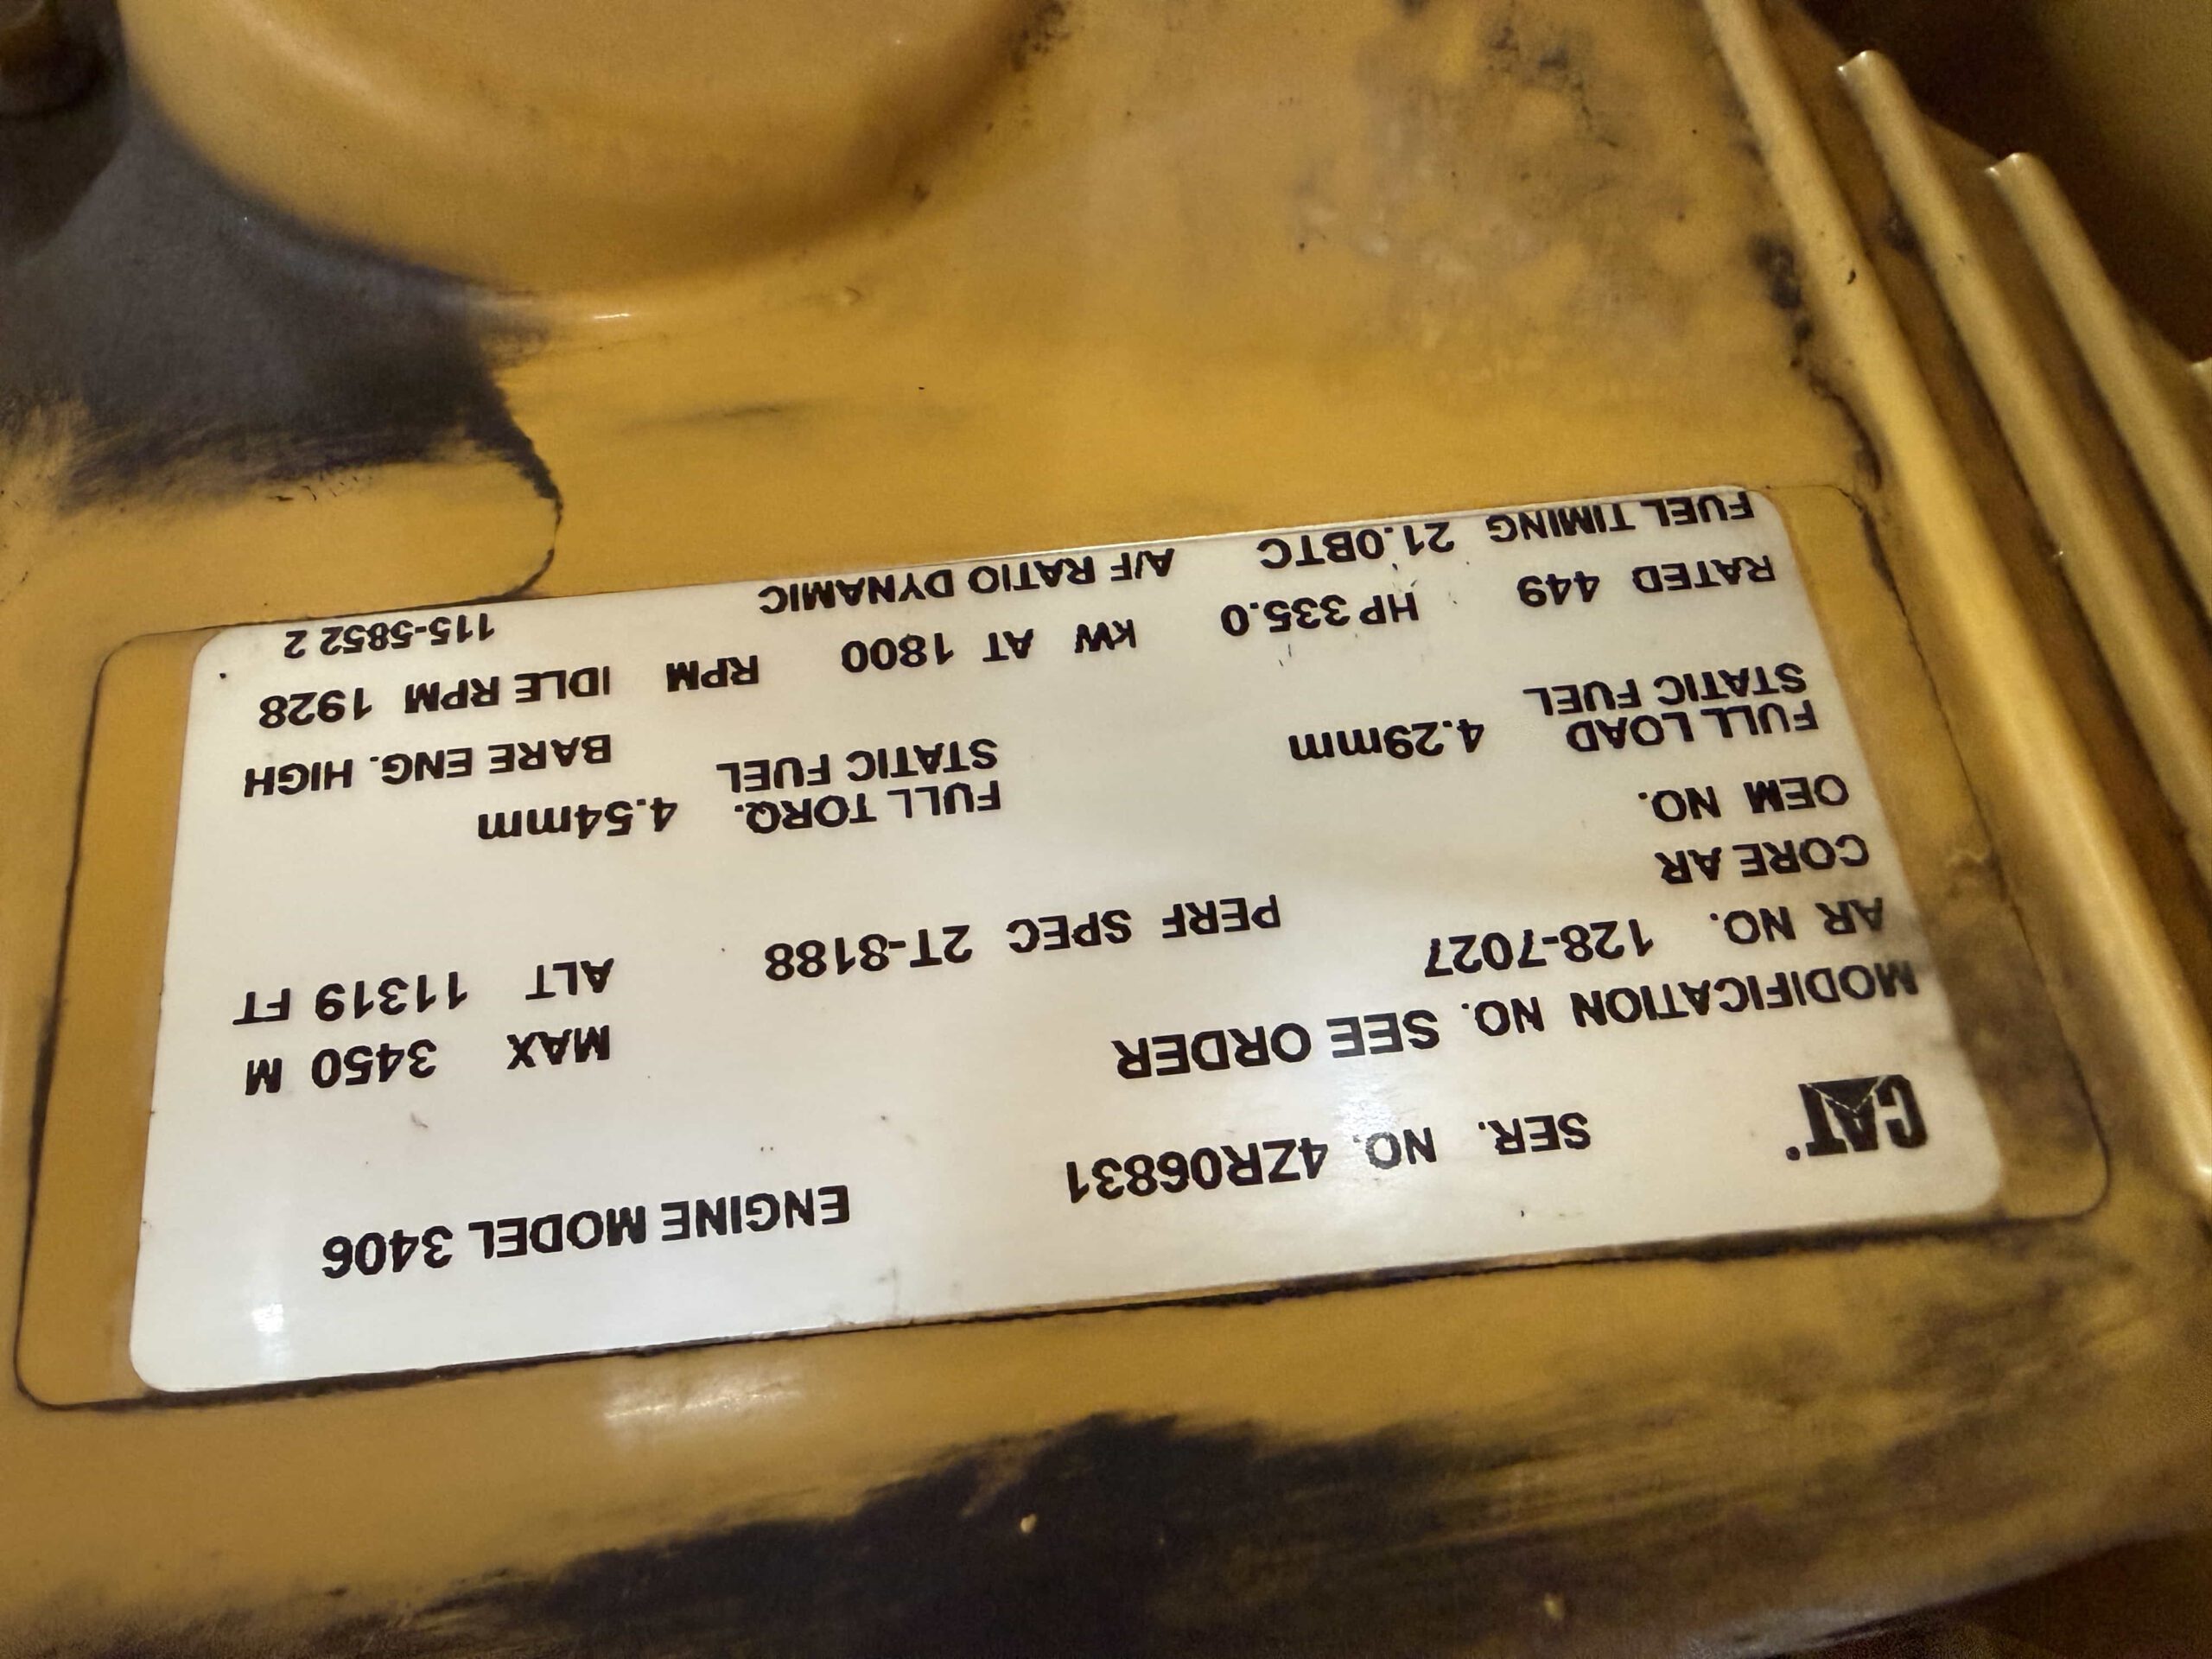 CAT® SER. NO. 4ZR06831 ENGINE MODEL 3406
MODIFICATION NO. SEE ORDER MAX 3450 M
AR NO. 128-7027 PERF SPEC 2T-8188 ALT 11319 FT
CORE AR
OEM NO.
FULL LOAD 4.29mm FULL TORQ. 4.54mm
STATIC FUEL STATIC FUEL BARE ENG. HIGH
RATED 449 HP 335.0 kW AT 1800 RPM IDLE RPM 1928
FUEL TIMING 21.0BTC A/F RATIO DYNAMIC 115-5852 2